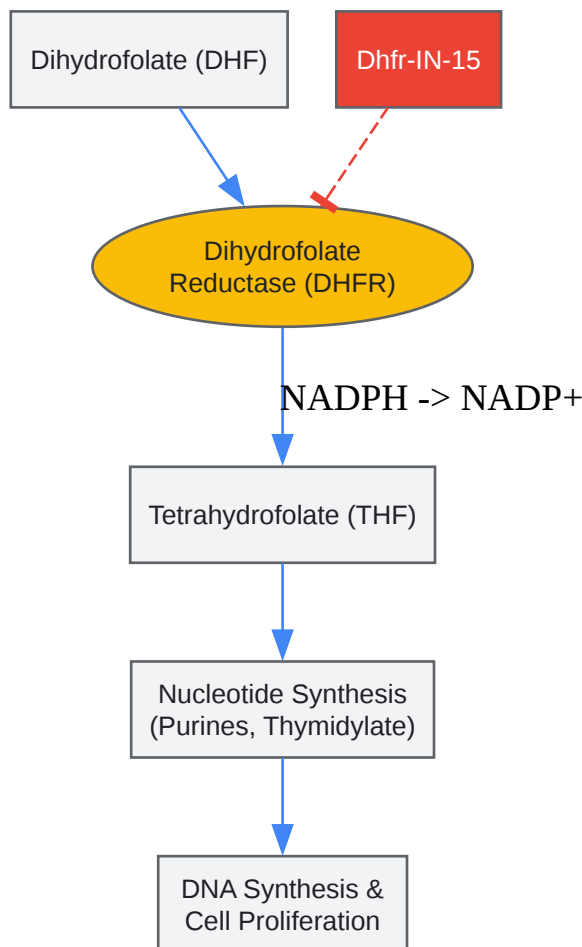 Dihydrofolate (DHF)
Dhfr-IN-15
Dihydrofolate
Reductase (DHFR)
NADPH -> NADP+
Tetrahydrofolate (THF)
Nucleotide Synthesis
(Purines, Thymidylate)
DNA Synthesis &
Cell Proliferation